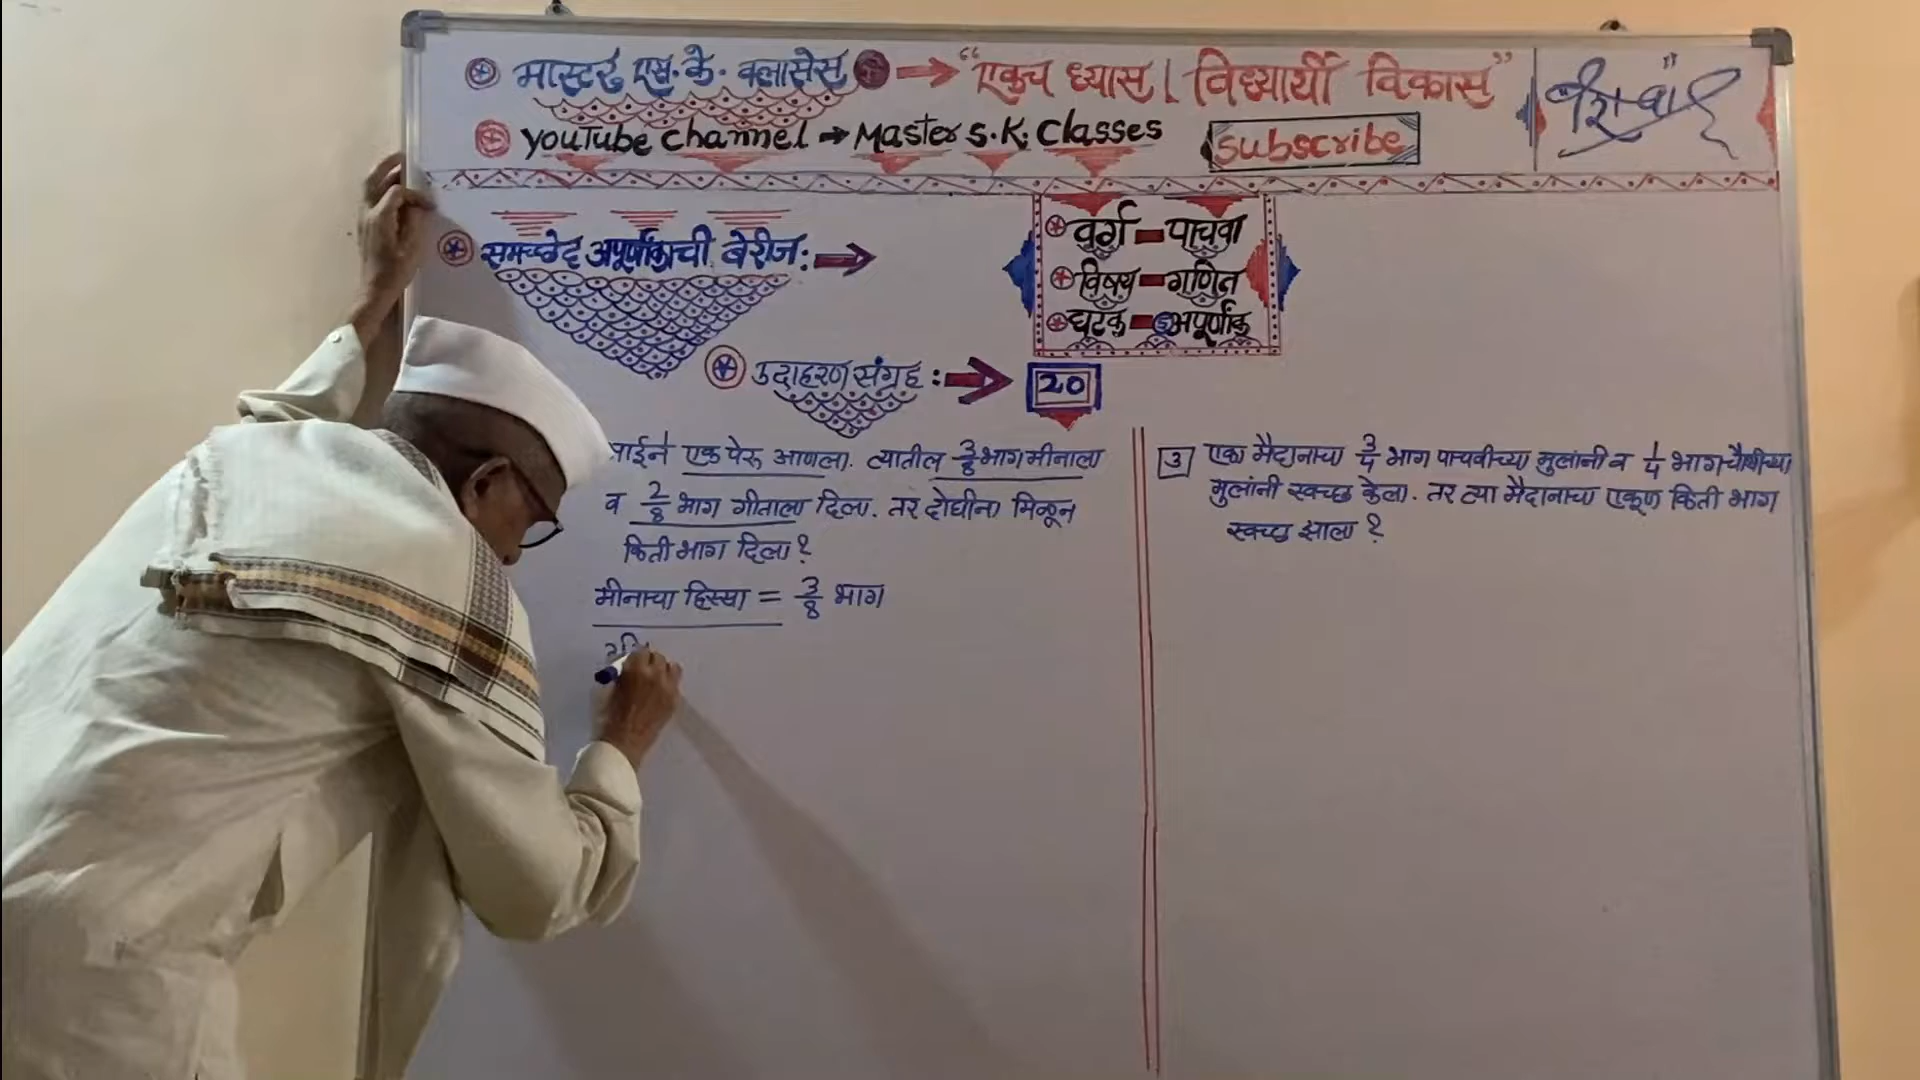 मास्टर एस.के. क्लासेस → "एकच ध्यास। विध्यार्थी विकास"
YouTube Channel → Master S.K. Classes Subscribe
समच्छेद अपूर्णांकाची बेरीज: →
वर्ग - पाचवा
विषय - गणित
घटक - 5 अपूर्णांक
उदाहरण संग्रह: → 20
एक पेरू आणला. त्यातील 3/8 भाग मीनाला
व 2/8 भाग गीताला दिला. तर दोघींना मिळून
किती भाग दिला?
मीनाचा हिस्सा = 3/8 भाग
3 एका मैदानाचा 3/4 भाग पाचवीच्या मुलांनी व 1/4 भाग चौथीच्या
मुलांनी स्वच्छ केला. तर त्या मैदानाचा एकूण किती भाग
स्वच्छ झाला?